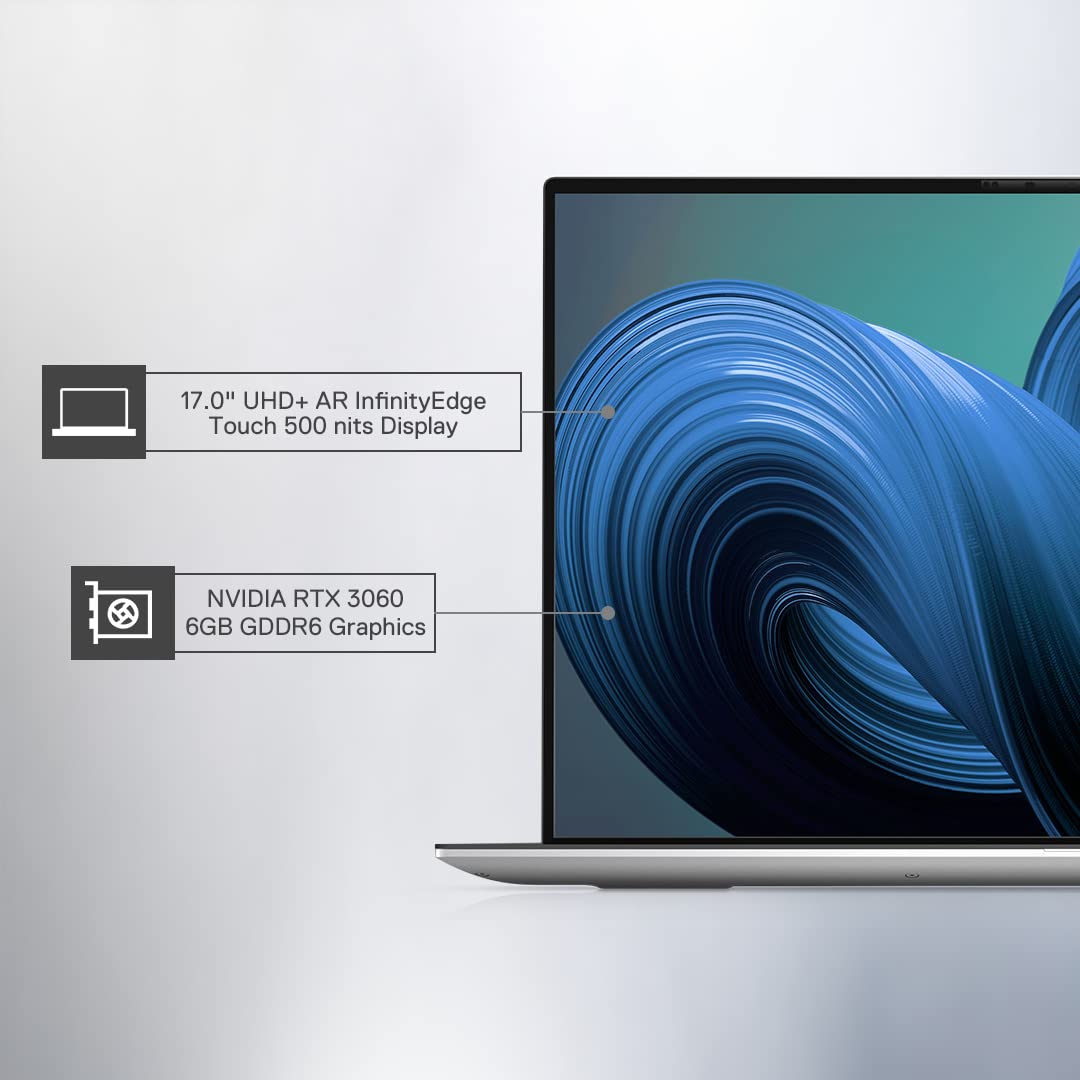 17.0" UHD+ AR InfinityEdge
Touch 500 nits Display
NVIDIA RTX 3060
6GB GDDR6 Graphics